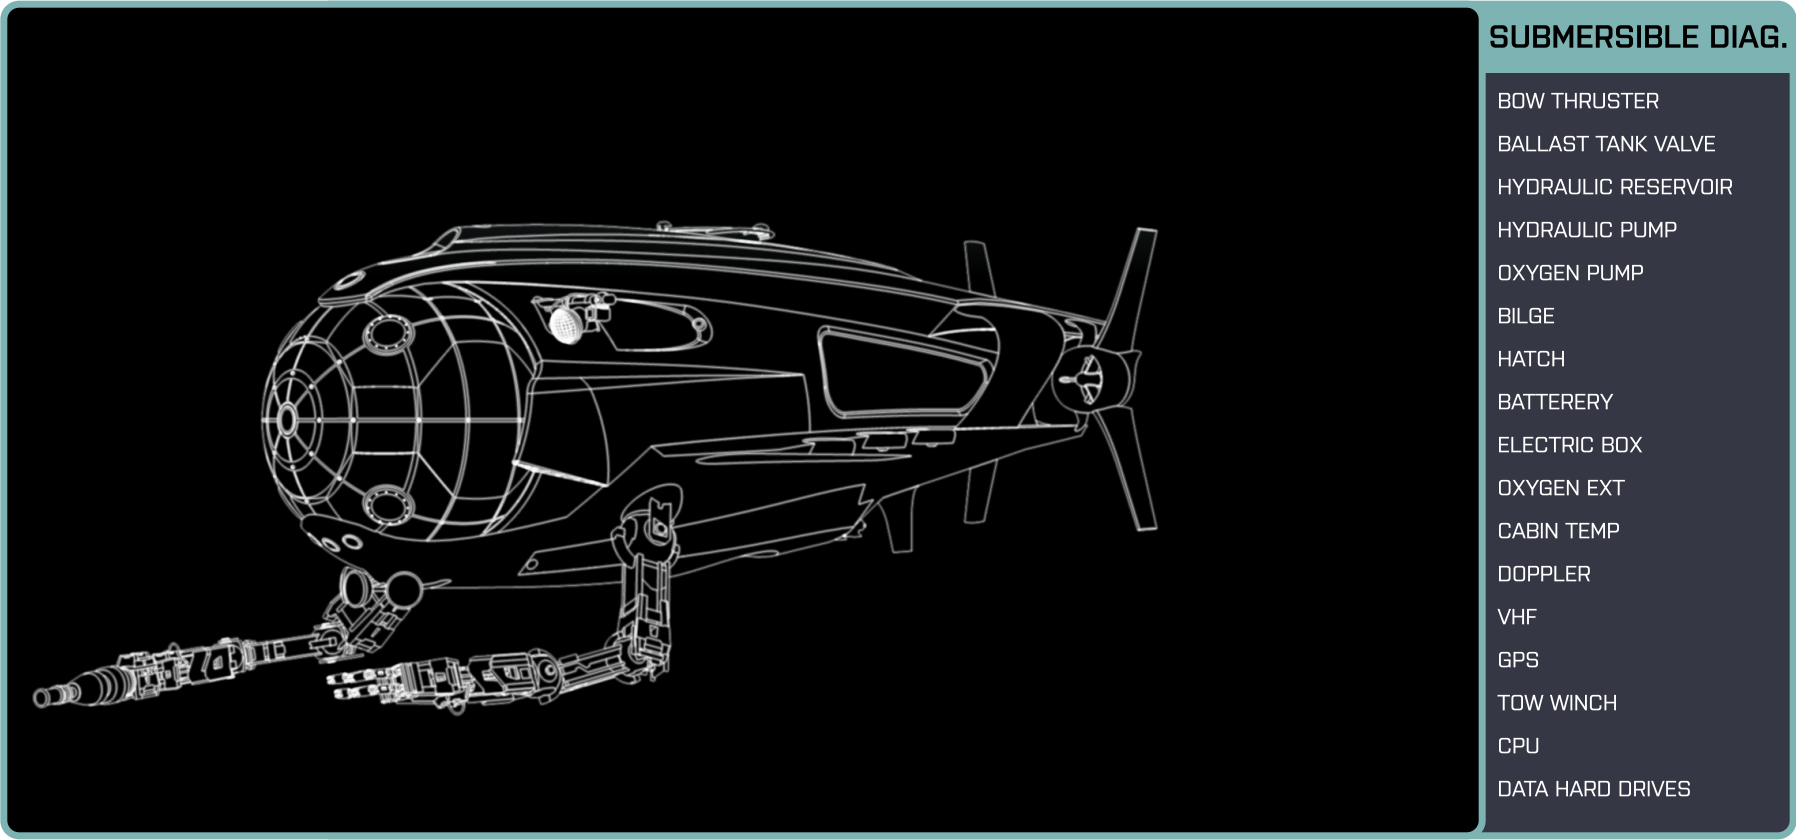 SUBMERSIBLE DIAG.
BOW THRUSTER
BALLAST TANK VALVE
HYDRAULIC RESERVOIR
HYDRAULIC PUMP
OXYGEN PUMP
BILGE
HATCH
BATTERERY
ELECTRIC BOX
OXYGEN EXT
CABIN TEMP
DOPPLER
VHF
GPS
TOW WINCH
CPU
DATA HARD DRIVES